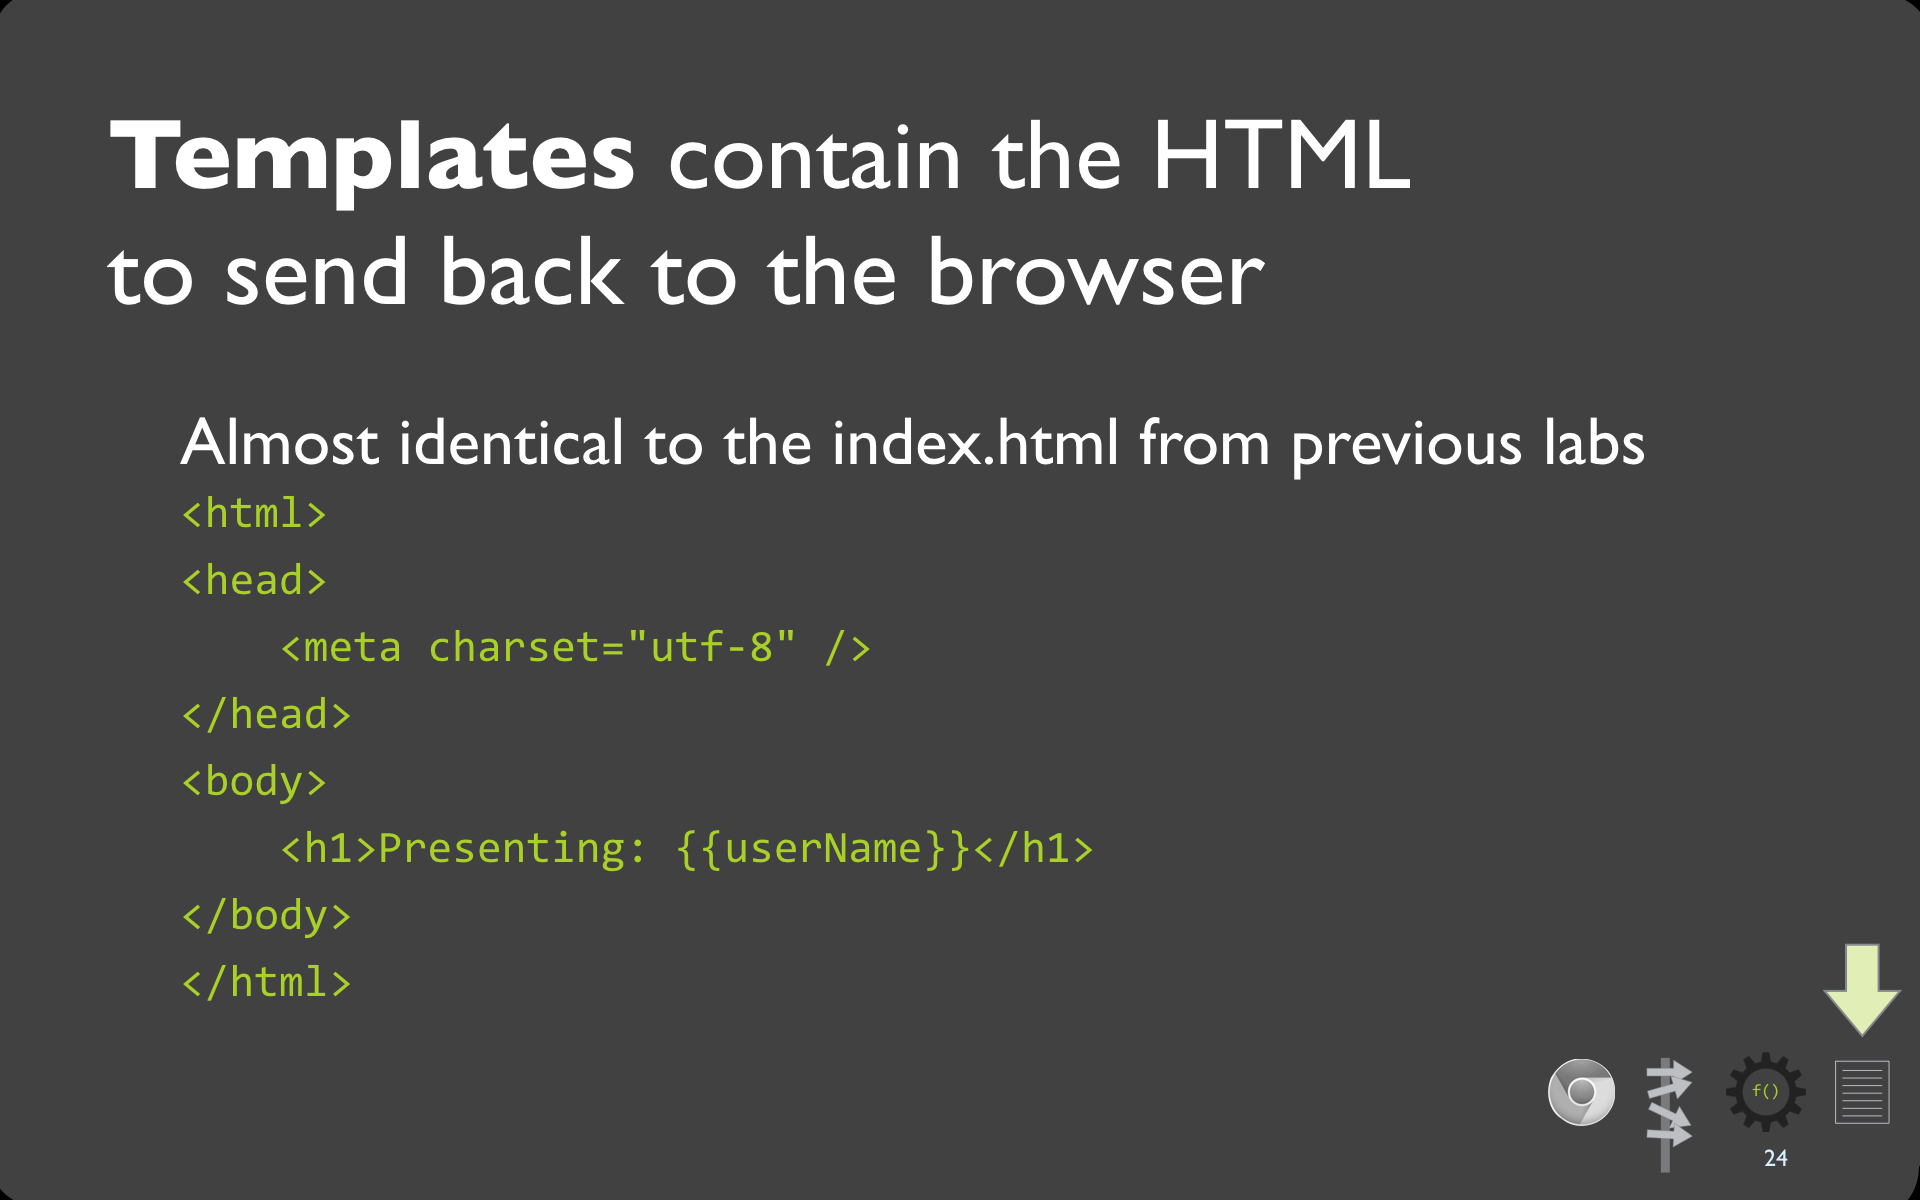 Templates contain the HTML
to send back to the browser
Almost identical to the index.html from previous labs
<html>
<head>
    <meta charset="utf-8" />
</head>
<body>
    <h1>Presenting: {{userName}}</h1>
</body>
</html>
f()
24